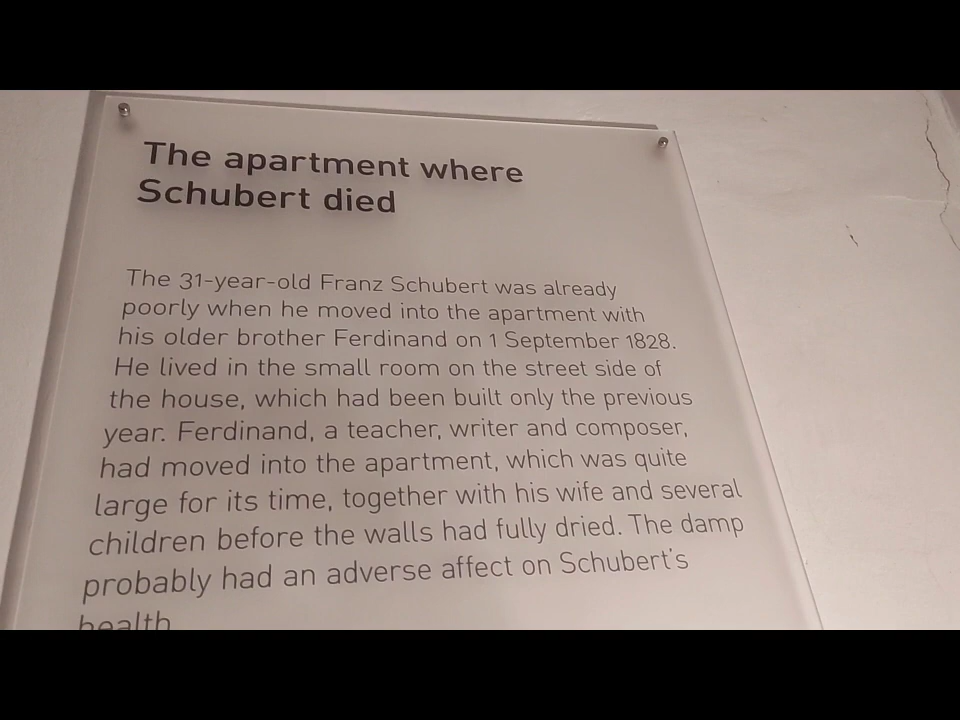 The apartment where
Schubert died
The 31-year-old Franz Schubert was already
poorly when he moved into the apartment with
his older brother Ferdinand on 1 September 1828.
He lived in the small room on the street side of
the house, which had been built only the previous
year. Ferdinand, a teacher, writer and composer,
had moved into the apartment, which was quite
large for its time, together with his wife and several
children before the walls had fully dried. The damp
probably had an adverse affect on Schubert's
health